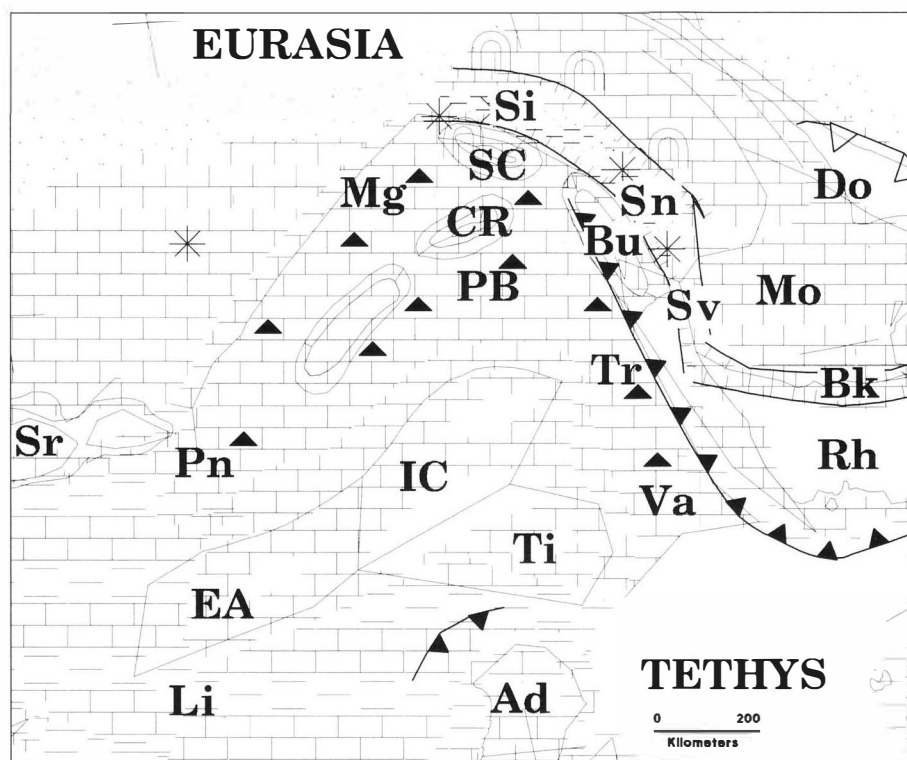 EURASIA
Si
SC
Mg
Do
Sn
CR
Bu
PB
Mo
Sv
Tr
Bk
Sr
Pn
IC
Rh
Va
Ti
EA
TETHYS
Li
Ad
0 200
Kilometers